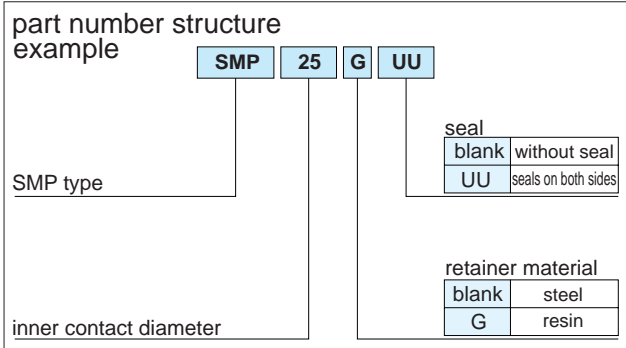 part number structure
example
SMP 25 G UU
seal
blank without seal
UU seals on both sides
SMP type
retainer material
blank steel
G resin
inner contact diameter